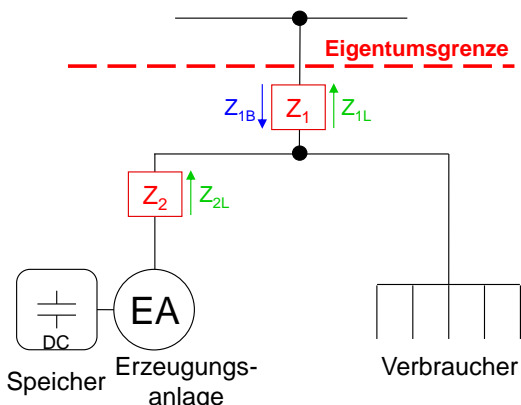 Eigentumsgrenze
Z1B
Z1
Z1L
Z2
Z2L
EA
DC
Speicher
Erzeugungs-
anlage
Verbraucher